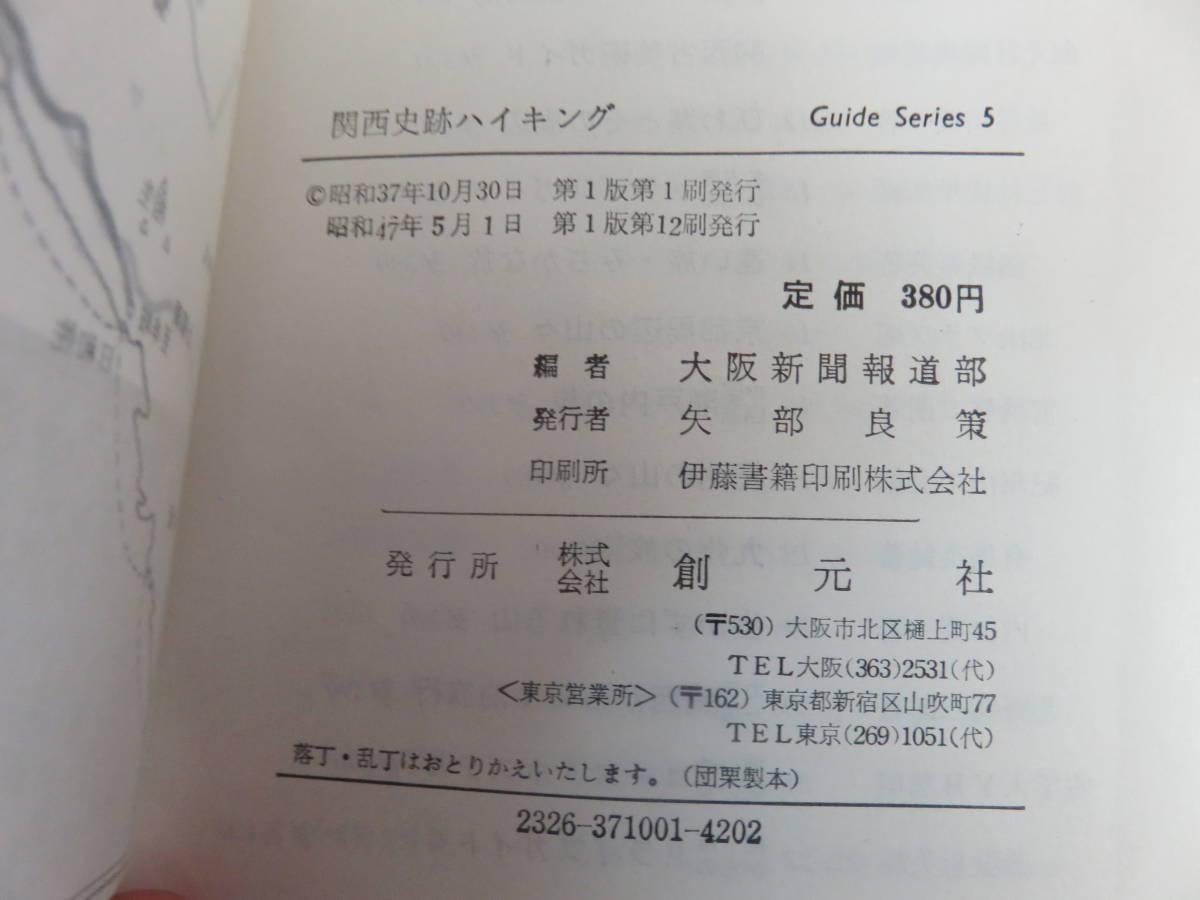 関西史跡ハイキング Guide Series 5
©昭和37年10月30日 第1版第1刷発行
昭和47年5月1日 第1版第12刷発行
定価 380円
編者 大阪新聞報道部
発行者 矢部良策
印刷所 伊藤書籍印刷株式会社
発行所 株式会社 創元社
(〒530) 大阪市北区樋上町45
TEL大阪(363)2531(代)
<東京営業所>(〒162) 東京都新宿区山吹町77
TEL東京(269)1051(代)
落丁・乱丁はおとりかえいたします。(団栗製本)
2326-371001-4202